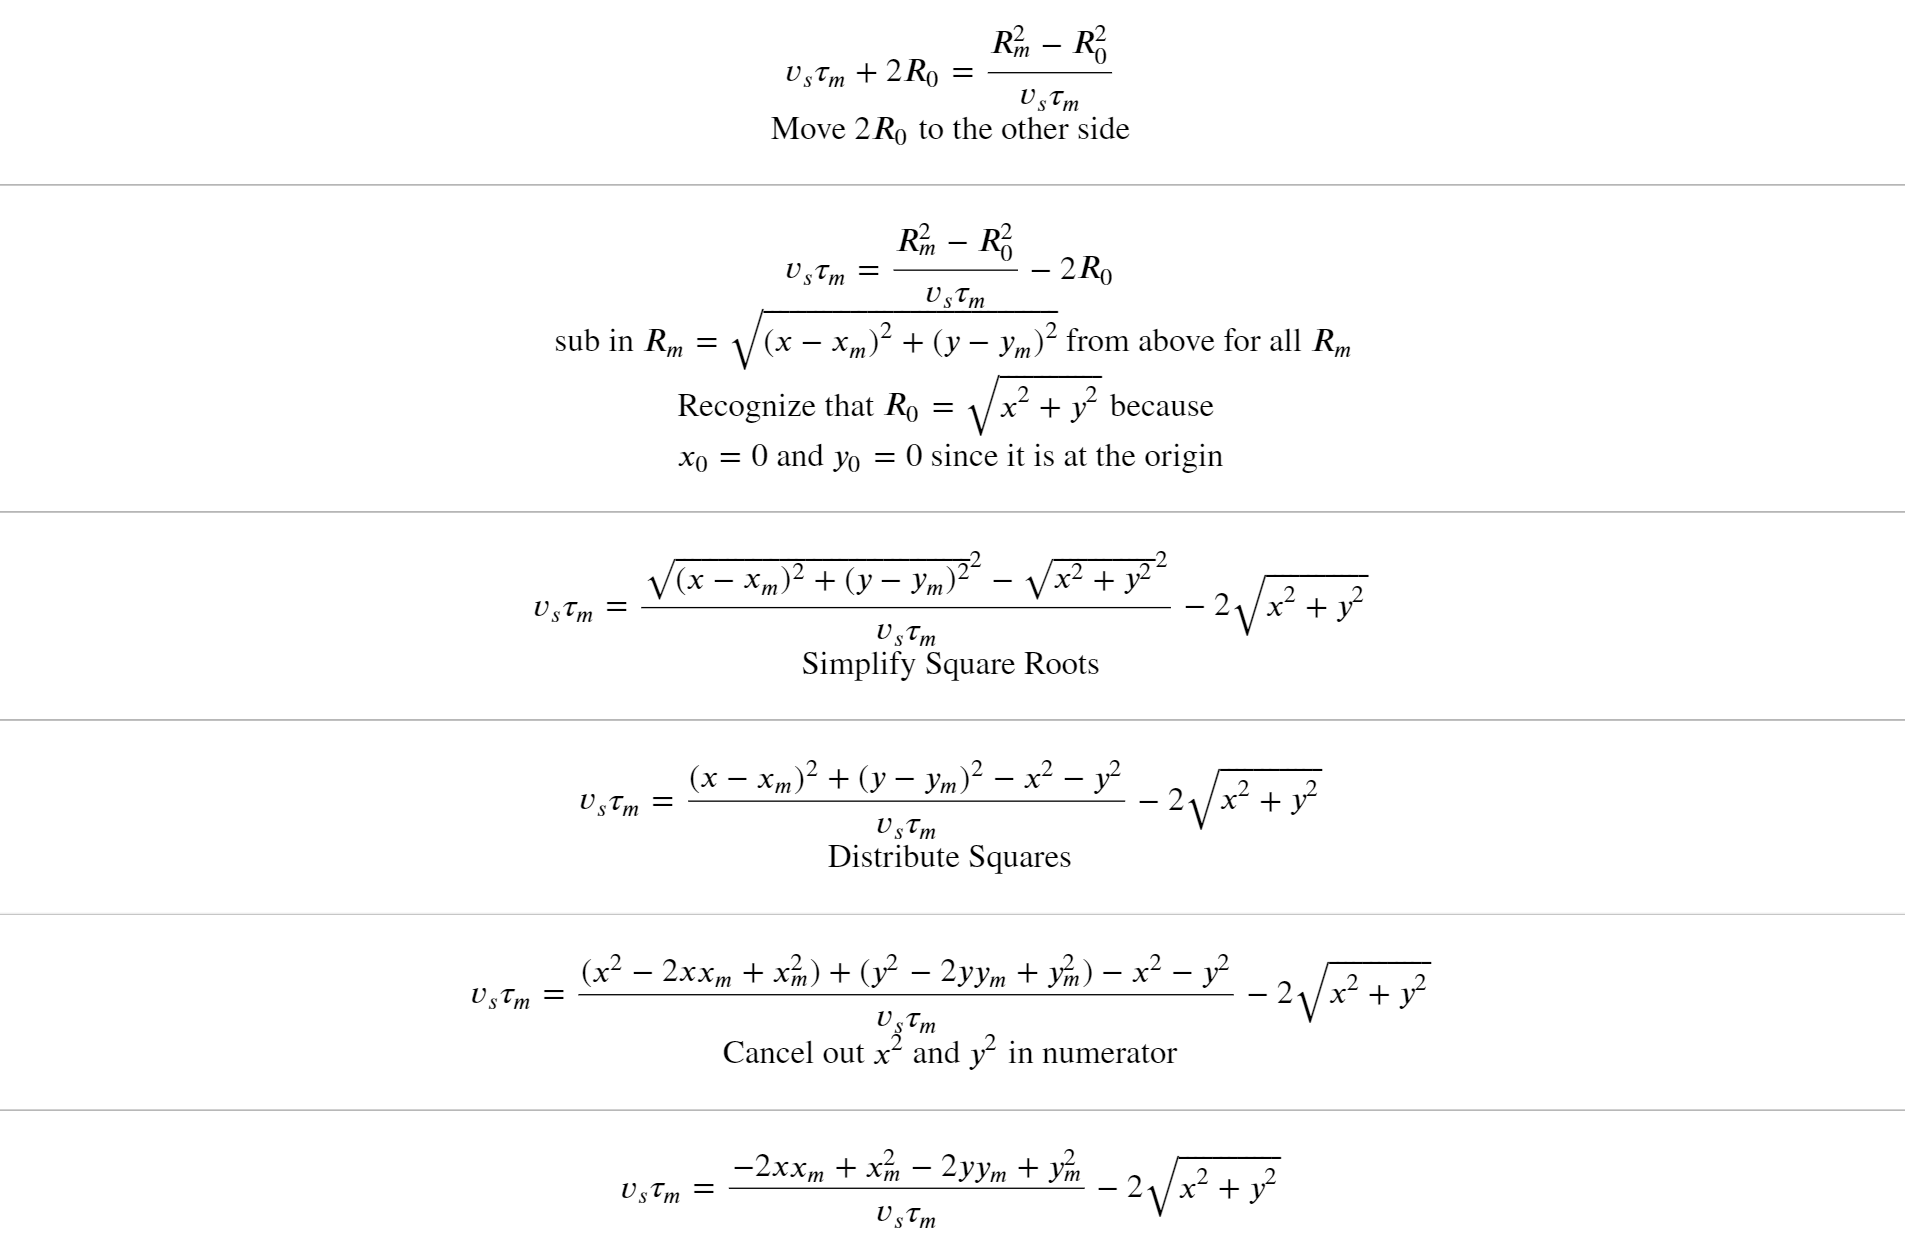 $v_s\tau_m + 2R_0 = \frac{R_m^2 - R_0^2}{v_s\tau_m}$
Move $2R_0$ to the other side
$v_s\tau_m = \frac{R_m^2 - R_0^2}{v_s\tau_m} - 2R_0$
sub in $R_m = \sqrt{(x - x_m)^2 + (y - y_m)^2}$ from above for all $R_m$
Recognize that $R_0 = \sqrt{x^2 + y^2}$ because
$x_0 = 0$ and $y_0 = 0$ since it is at the origin
$v_s\tau_m = \frac{\sqrt{(x - x_m)^2 + (y - y_m)^2}^2 - \sqrt{x^2 + y^2}^2}{v_s\tau_m} - 2\sqrt{x^2 + y^2}$
Simplify Square Roots
$v_s\tau_m = \frac{(x - x_m)^2 + (y - y_m)^2 - x^2 - y^2}{v_s\tau_m} - 2\sqrt{x^2 + y^2}$
Distribute Squares
$v_s\tau_m = \frac{(x^2 - 2xx_m + x_m^2) + (y^2 - 2yy_m + y_m^2) - x^2 - y^2}{v_s\tau_m} - 2\sqrt{x^2 + y^2}$
Cancel out $x^2$ and $y^2$ in numerator
$v_s\tau_m = \frac{-2xx_m + x_m^2 - 2yy_m + y_m^2}{v_s\tau_m} - 2\sqrt{x^2 + y^2}$